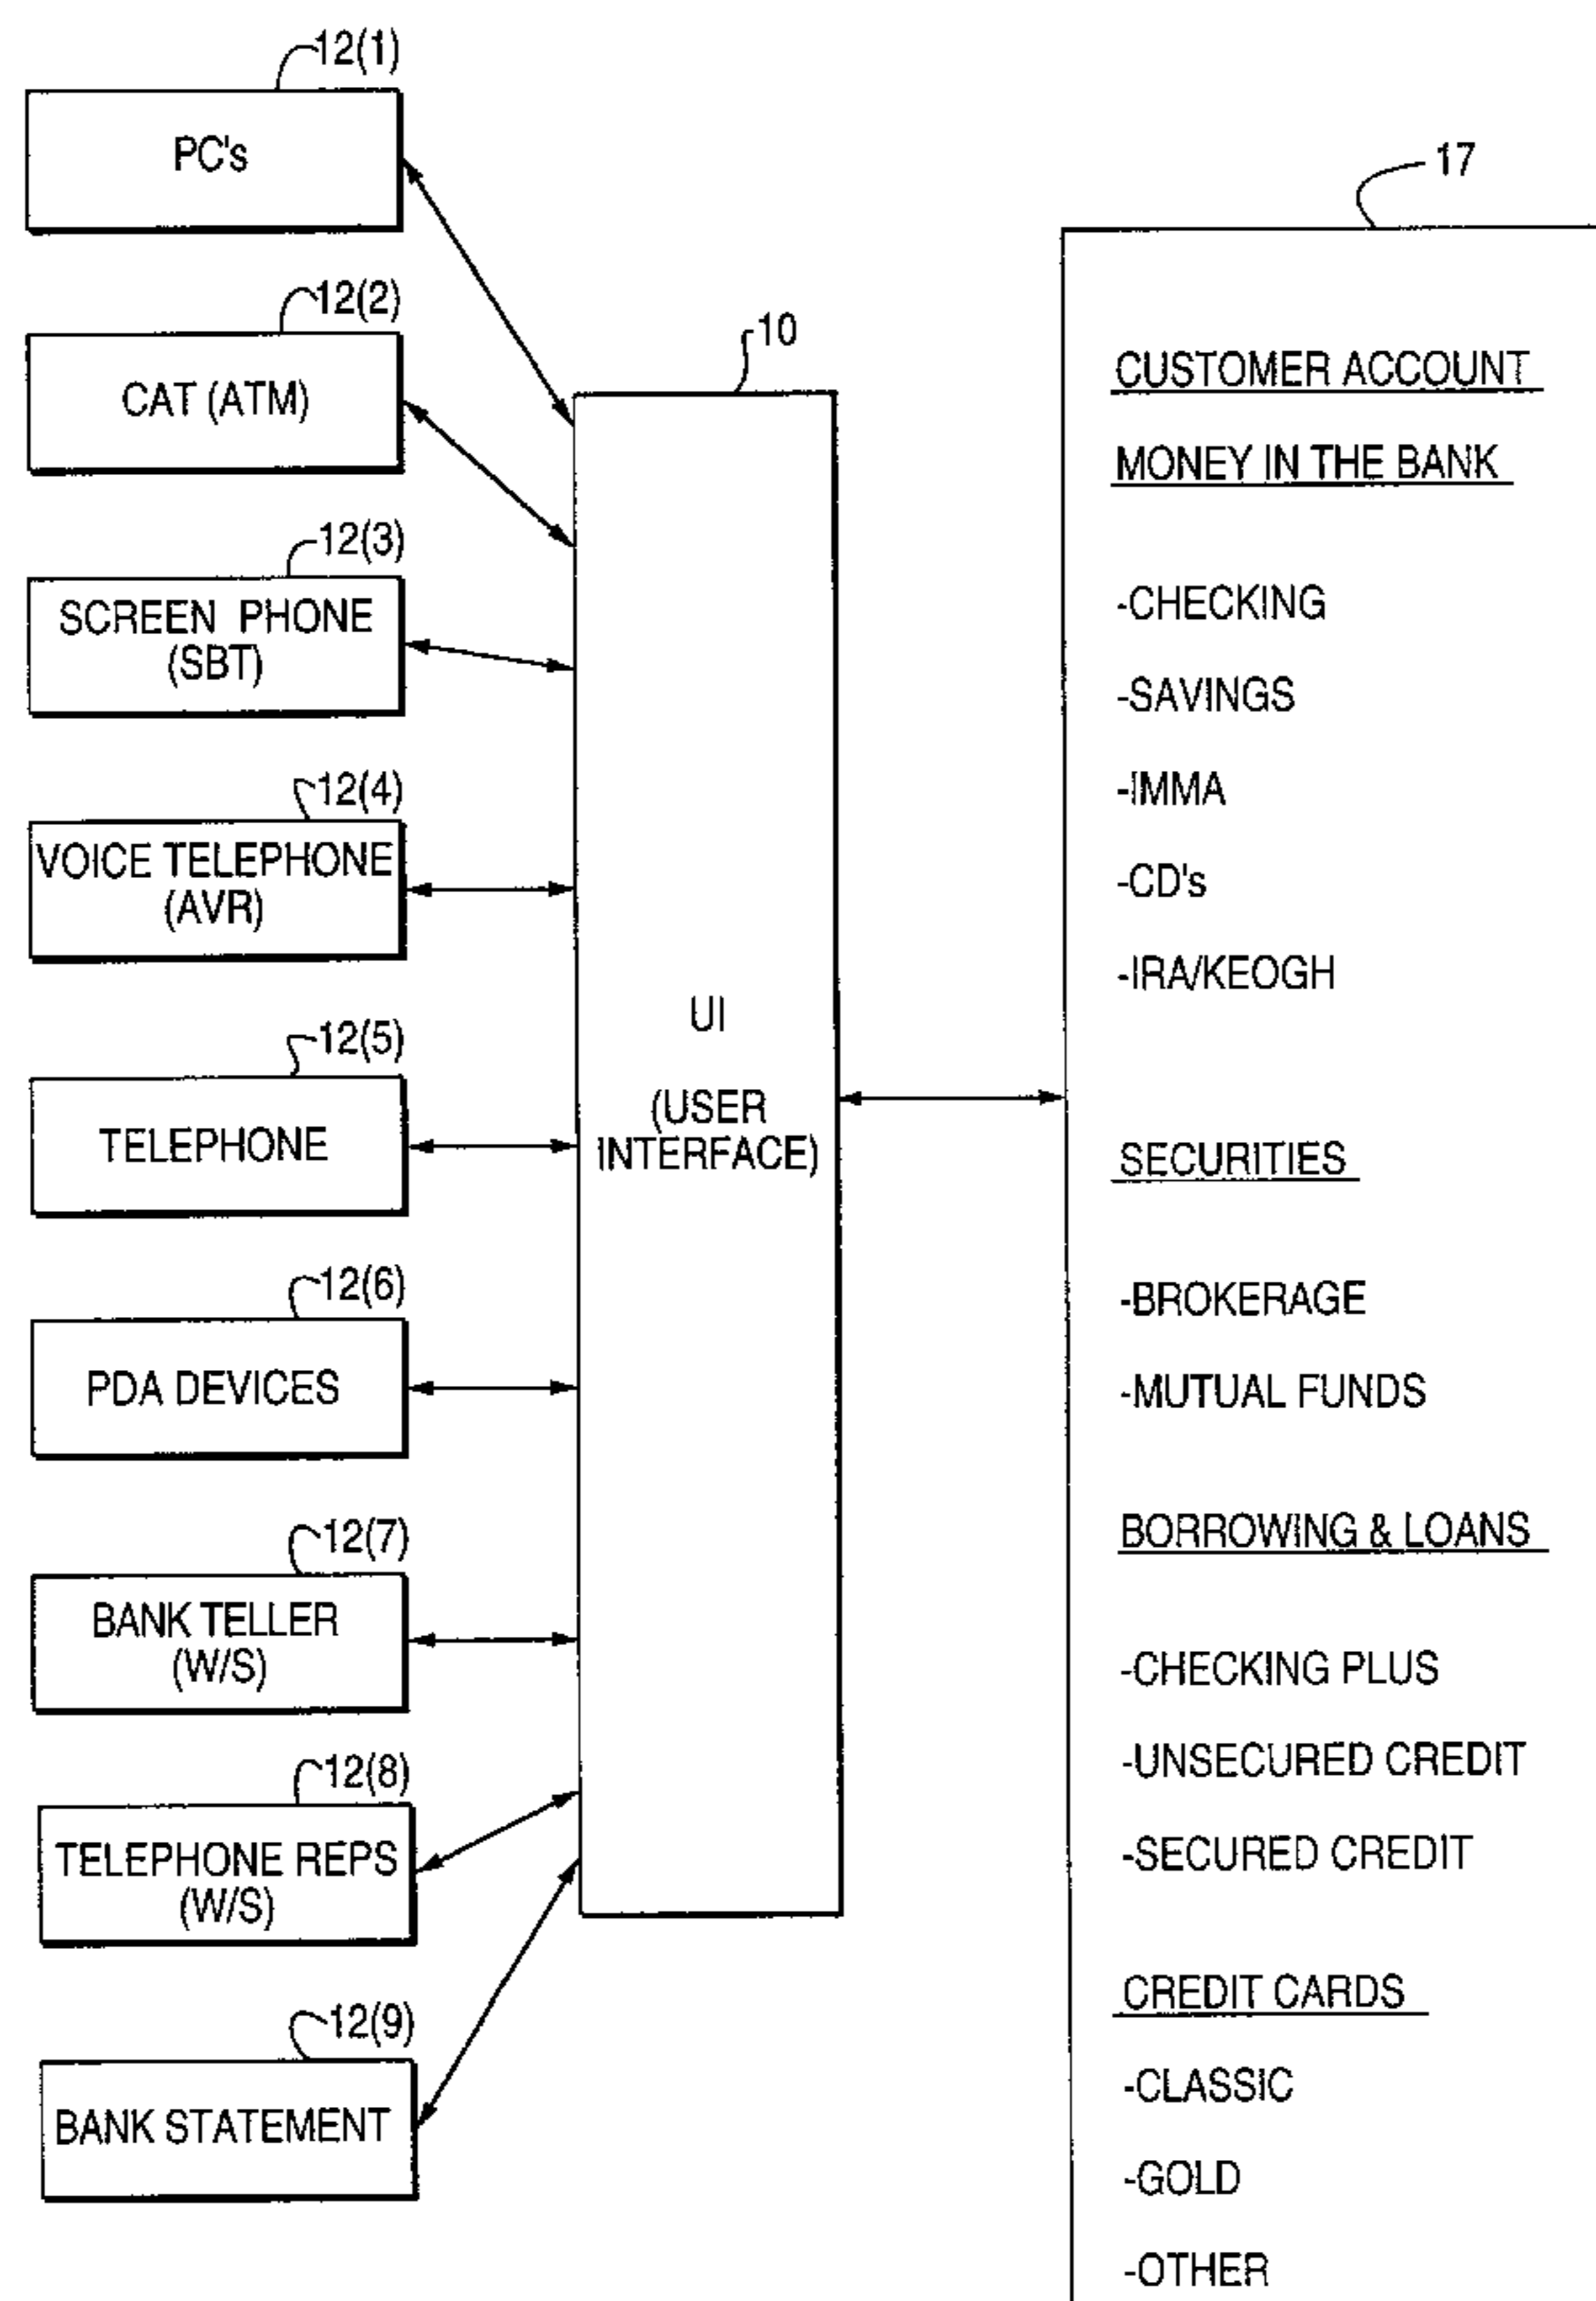 12(1)
PC's
12(2)
CAT (ATM)
12(3)
SCREEN PHONE
(SBT)
12(4)
VOICE TELEPHONE
(AVR)
12(5)
TELEPHONE
12(6)
PDA DEVICES
12(7)
BANK TELLER
(W/S)
12(8)
TELEPHONE REPS
(W/S)
12(9)
BANK STATEMENT
10
UI
(USER
INTERFACE)
17
CUSTOMER ACCOUNT
MONEY IN THE BANK
-CHECKING
-SAVINGS
-IMMA
-CD's
-IRA/KEOGH
SECURITIES
-BROKERAGE
-MUTUAL FUNDS
BORROWING & LOANS
-CHECKING PLUS
-UNSECURED CREDIT
-SECURED CREDIT
CREDIT CARDS
-CLASSIC
-GOLD
-OTHER